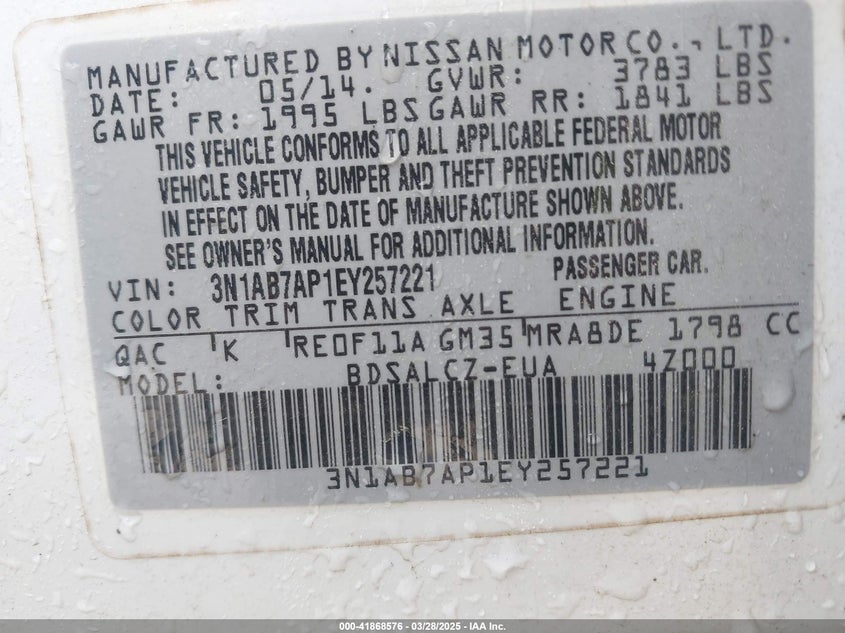 MANUFACTURED BY NISSAN MOTOR CO., LTD.
DATE: 05/14. GVWR: 3783 LBS
GAWR FR: 1995 LBS GAWR RR: 1841 LBS
THIS VEHICLE CONFORMS TO ALL APPLICABLE FEDERAL MOTOR
VEHICLE SAFETY, BUMPER AND THEFT PREVENTION STANDARDS
IN EFFECT ON THE DATE OF MANUFACTURE SHOWN ABOVE.
SEE OWNER'S MANUAL FOR ADDITIONAL INFORMATION.
VIN: 3N1AB7AP1EY257221 PASSENGER CAR.
COLOR TRIM TRANS AXLE ENGINE
QAC K RE0F11A GM35 MRA8DE 1798 CC
MODEL: BDSALCZ-EUA 4Z000
3N1AB7AP1EY257221
000-41868576 | 03/28/2025 - IAA Inc.